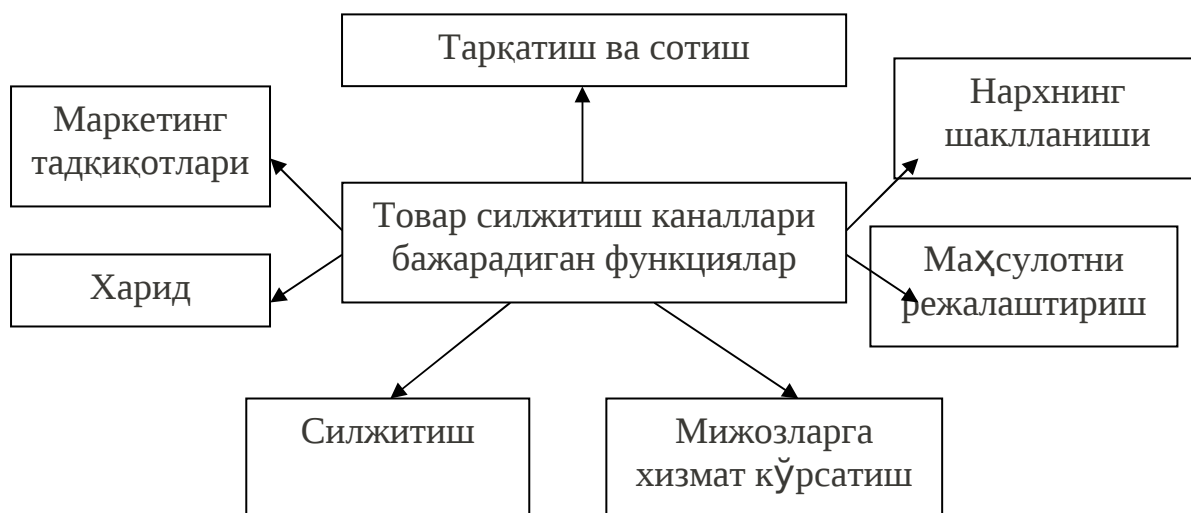 Тарқатиш ва сотиш
Нархнинг
шаклланиши
Маркетинг
тадқиқотлари
Товар силжитиш каналлари
бажарадиган функциялар
Маҳсулотни
режалаштириш
Харид
Силжитиш
Мижозларга
хизмат кўрсатиш